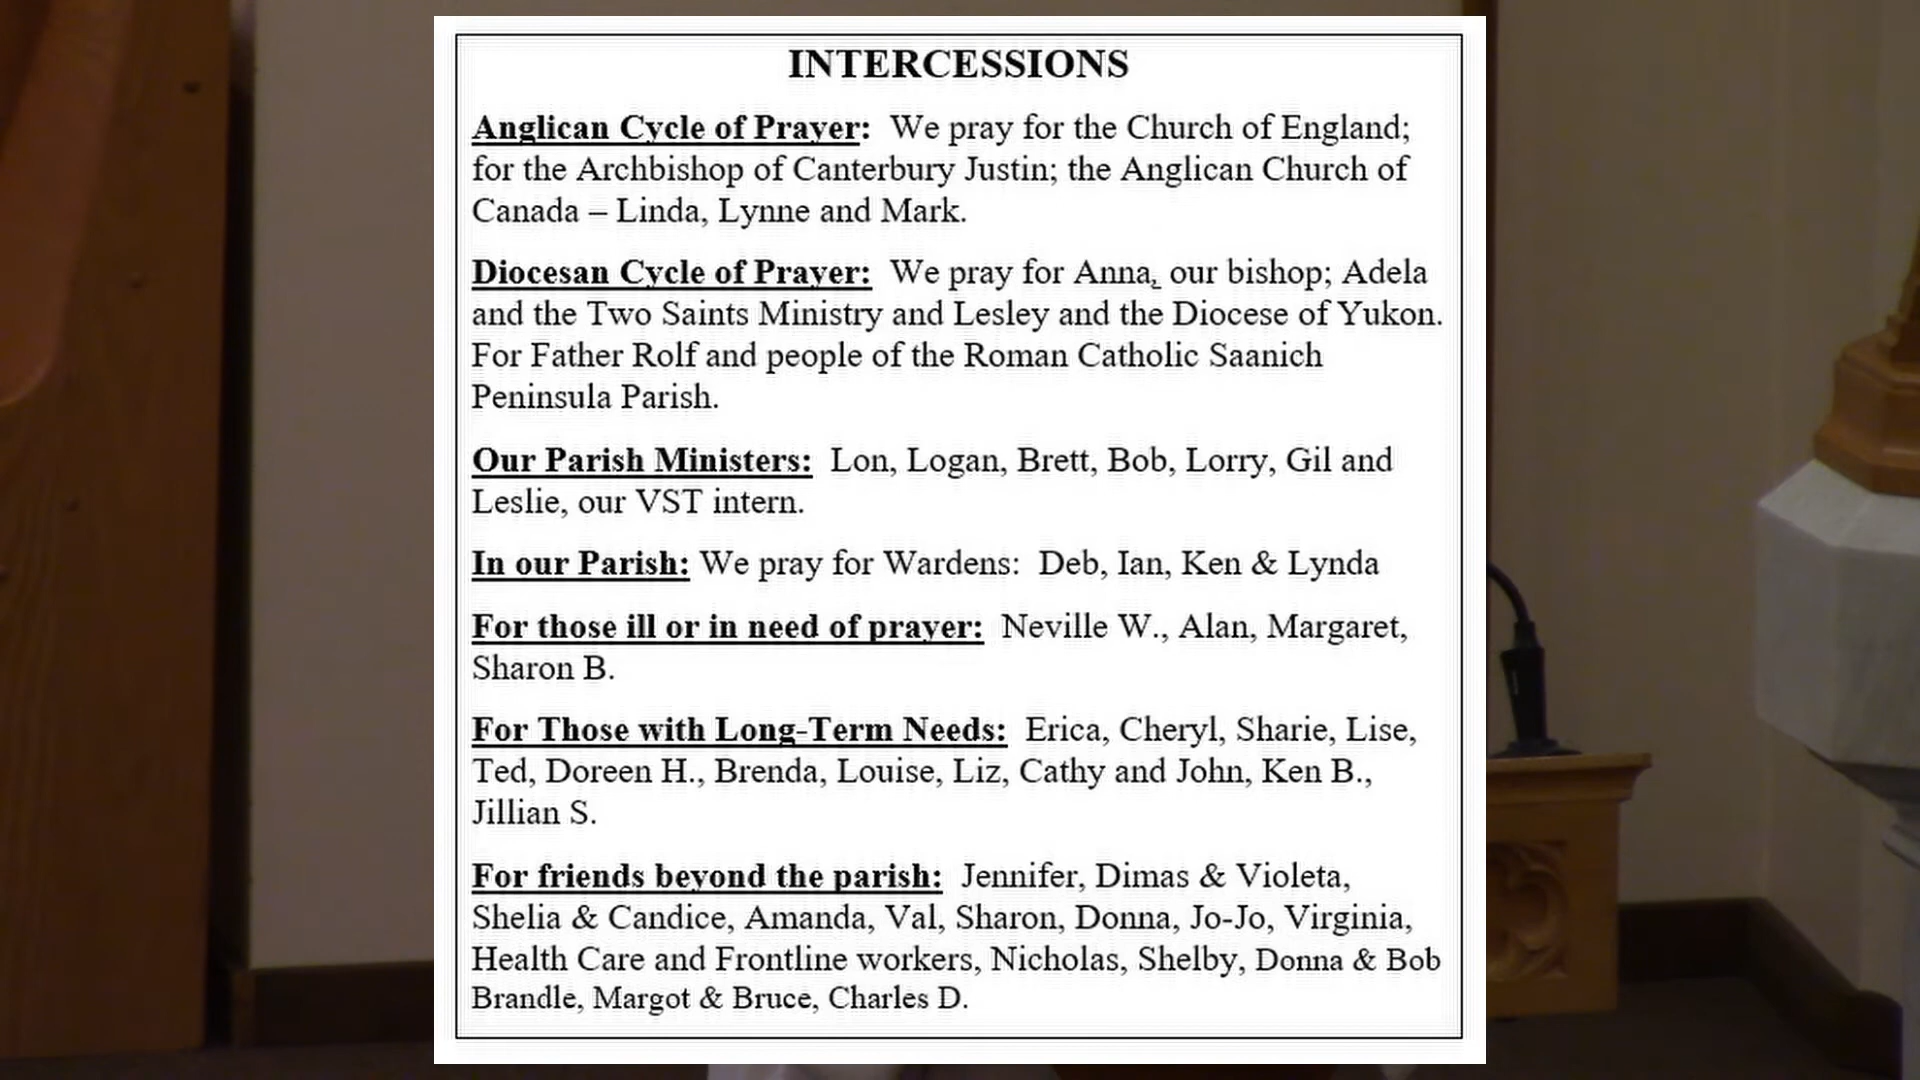 INTERCESSIONS
Anglican Cycle of Prayer: We pray for the Church of England;
for the Archbishop of Canterbury Justin; the Anglican Church of
Canada – Linda, Lynne and Mark.
Diocesan Cycle of Prayer: We pray for Anna, our bishop; Adela
and the Two Saints Ministry and Lesley and the Diocese of Yukon.
For Father Rolf and people of the Roman Catholic Saanich
Peninsula Parish.
Our Parish Ministers: Lon, Logan, Brett, Bob, Lorry, Gil and
Leslie, our VST intern.
In our Parish: We pray for Wardens: Deb, Ian, Ken & Lynda
For those ill or in need of prayer: Neville W., Alan, Margaret,
Sharon B.
For Those with Long-Term Needs: Erica, Cheryl, Sharie, Lise,
Ted, Doreen H., Brenda, Louise, Liz, Cathy and John, Ken B.,
Jillian S.
For friends beyond the parish: Jennifer, Dimas & Violeta,
Shelia & Candice, Amanda, Val, Sharon, Donna, Jo-Jo, Virginia,
Health Care and Frontline workers, Nicholas, Shelby, Donna & Bob
Brandle, Margot & Bruce, Charles D.